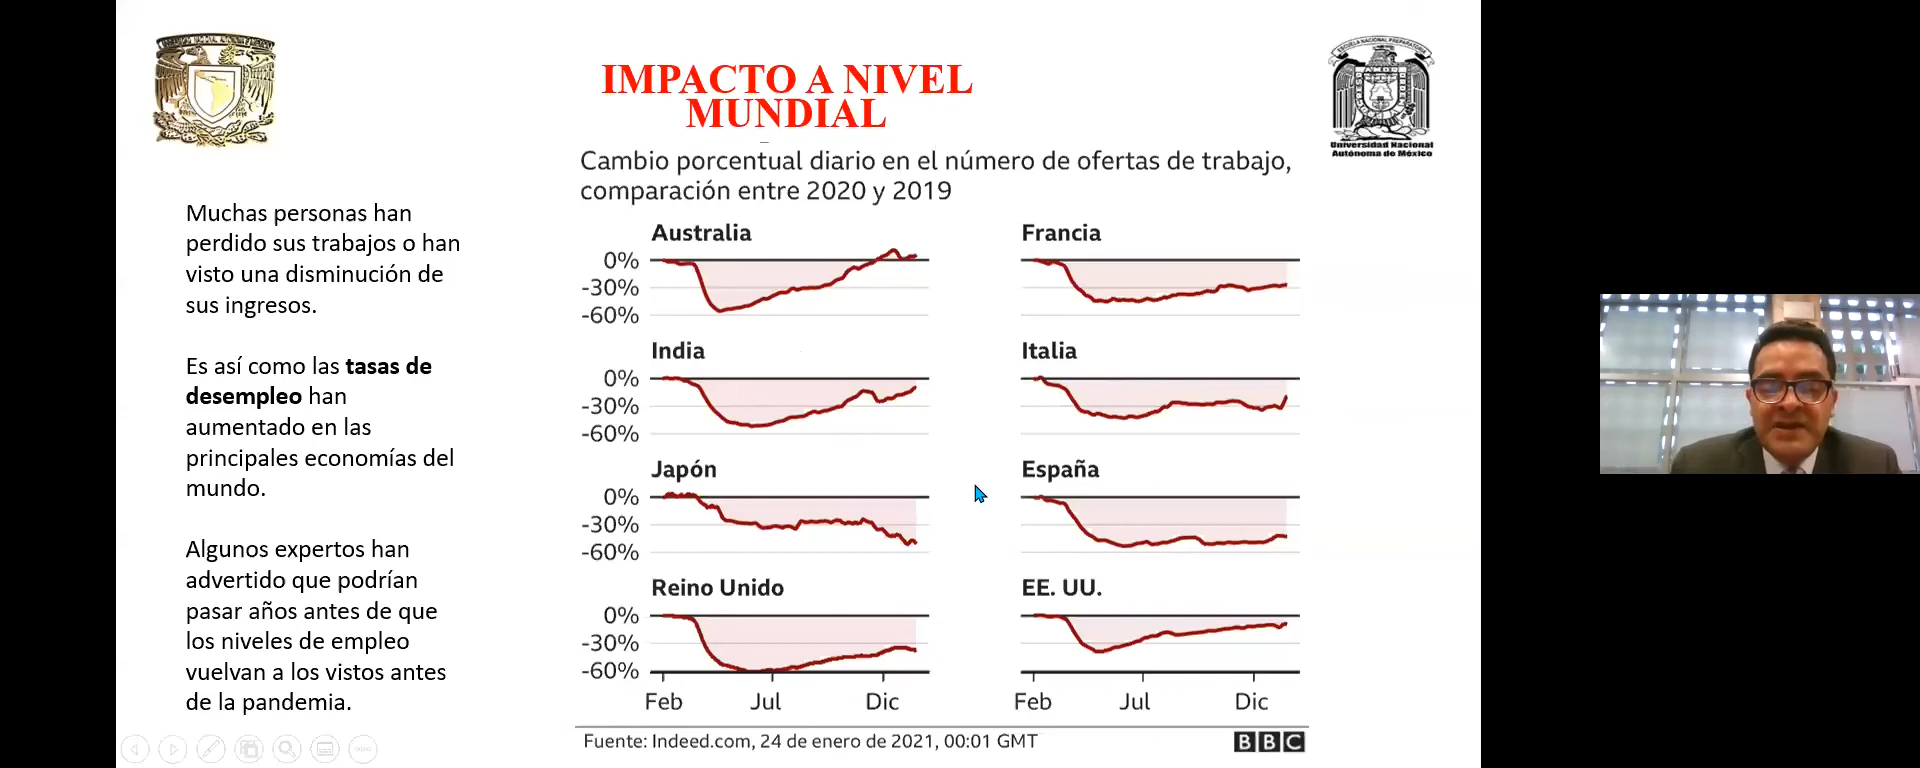 IMPACTO A NIVEL
MUNDIAL
ESCUELA NACIONAL PREPARATORIA
Universidad Nacional
Autónoma de México
Muchas personas han
perdido sus trabajos o han
visto una disminución de
sus ingresos.
Es así como las tasas de
desempleo han
aumentado en las
principales economías del
mundo.
Algunos expertos han
advertido que podrían
pasar años antes de que
los niveles de empleo
vuelvan a los vistos antes
de la pandemia.
Cambio porcentual diario en el número de ofertas de trabajo,
comparación entre 2020 y 2019
Australia
0%
-30%
-60%
Francia
India
0%
-30%
-60%
Italia
Japón
0%
-30%
-60%
España
Reino Unido
0%
-30%
-60%
EE. UU.
Feb Jul Dic
Feb Jul Dic
Fuente: Indeed.com, 24 de enero de 2021, 00:01 GMT
BBC